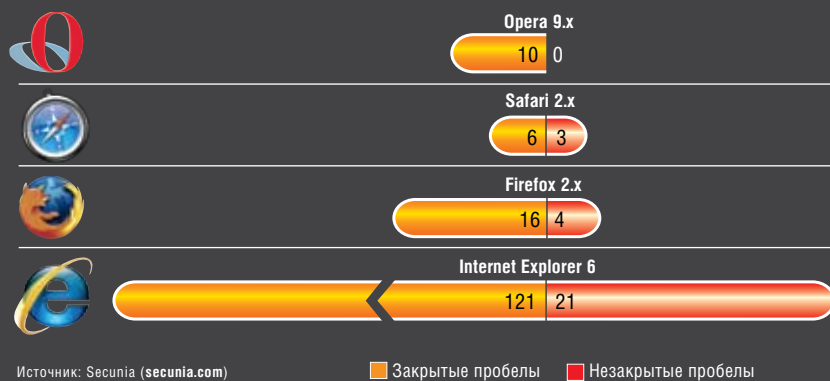 Opera 9.x
10 0
Safari 2.x
6 3
Firefox 2.x
16 4
Internet Explorer 6
121 21
Источник: Secunia (secunia.com)
Закрытые пробелы
Незакрытые пробелы